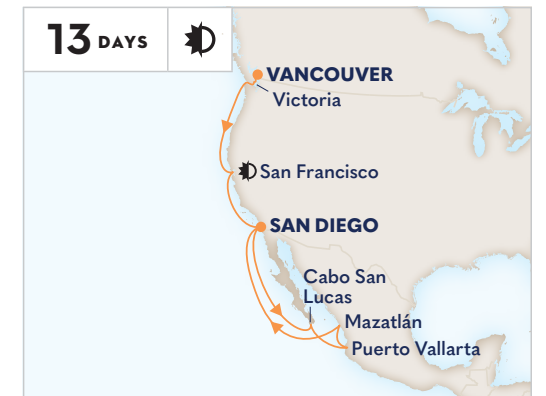 13 DAYS
VANCOUVER
Victoria
San Francisco
SAN DIEGO
Cabo San
Lucas
Mazatlán
Puerto Vallarta